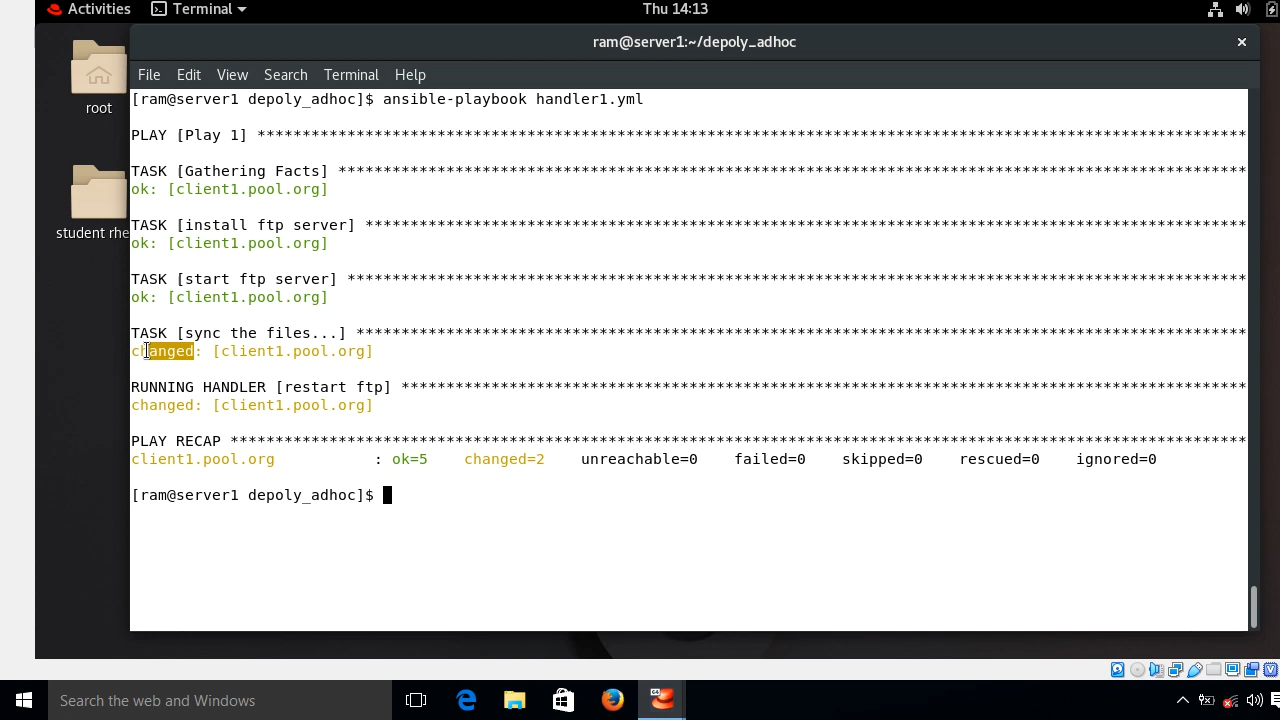 Activities Terminal Thu 14:13
ram@server1:~/depoly_adhoc
File Edit View Search Terminal Help
root
student rhe
[ram@server1 depoly_adhoc]$ ansible-playbook handler1.yml
PLAY [Play 1] **************************************************************************************************************
TASK [Gathering Facts] *****************************************************************************************************
ok: [client1.pool.org]
TASK [install ftp server] **************************************************************************************************
ok: [client1.pool.org]
TASK [start ftp server] ****************************************************************************************************
ok: [client1.pool.org]
TASK [sync the files...] ***************************************************************************************************
changed: [client1.pool.org]
RUNNING HANDLER [restart ftp] **********************************************************************************************
changed: [client1.pool.org]
PLAY RECAP *****************************************************************************************************************
client1.pool.org : ok=5 changed=2 unreachable=0 failed=0 skipped=0 rescued=0 ignored=0
[ram@server1 depoly_adhoc]$
Search the web and Windows